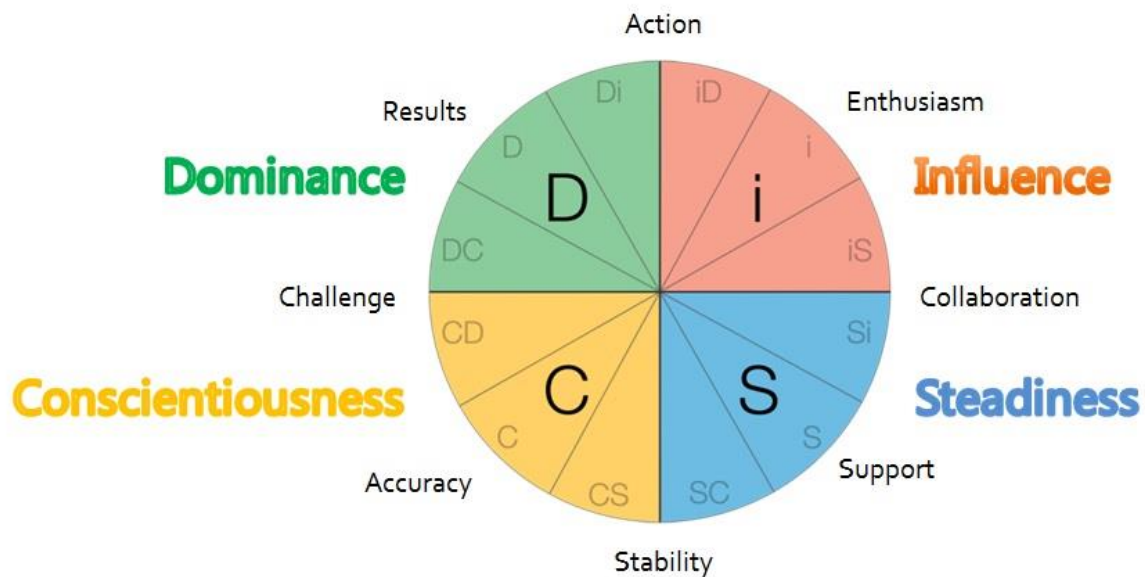 Action
Results
Di
iD
Enthusiasm
D
i
Dominance
D
i
Influence
DC
iS
Challenge
Collaboration
CD
Si
Conscientiousness
C
S
Steadiness
C
S
Accuracy
Support
CS
SC
Stability